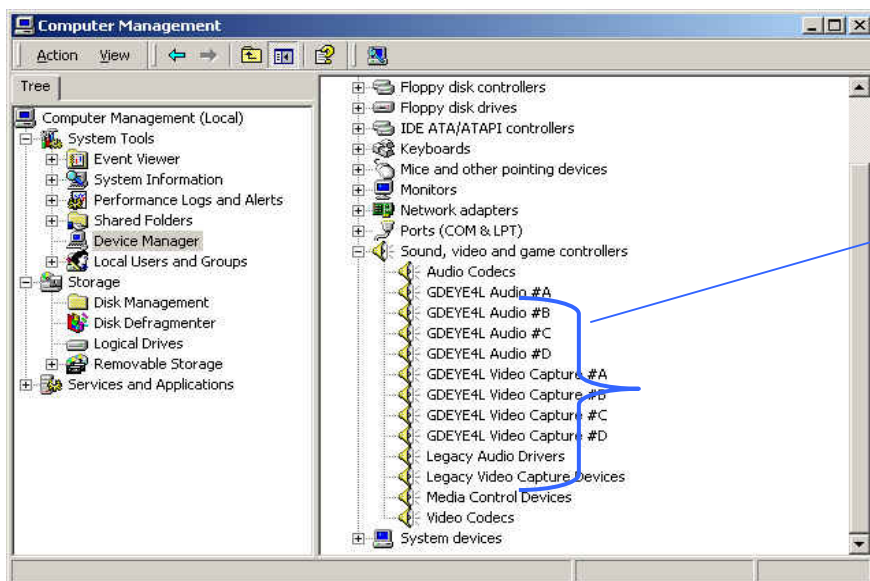 Computer Management
Action View
Tree
Computer Management (Local)
System Tools
Event Viewer
System Information
Performance Logs and Alerts
Shared Folders
Device Manager
Local Users and Groups
Storage
Disk Management
Disk Defragmenter
Logical Drives
Removable Storage
Services and Applications
Floppy disk controllers
Floppy disk drives
IDE ATA/ATAPI controllers
Keyboards
Mice and other pointing devices
Monitors
Network adapters
Ports (COM & LPT)
Sound, video and game controllers
Audio Codecs
GDEYE4L Audio #A
GDEYE4L Audio #B
GDEYE4L Audio #C
GDEYE4L Audio #D
GDEYE4L Video Capture #A
GDEYE4L Video Capture #B
GDEYE4L Video Capture #C
GDEYE4L Video Capture #D
Legacy Audio Drivers
Legacy Video Capture Devices
Media Control Devices
Video Codecs
System devices